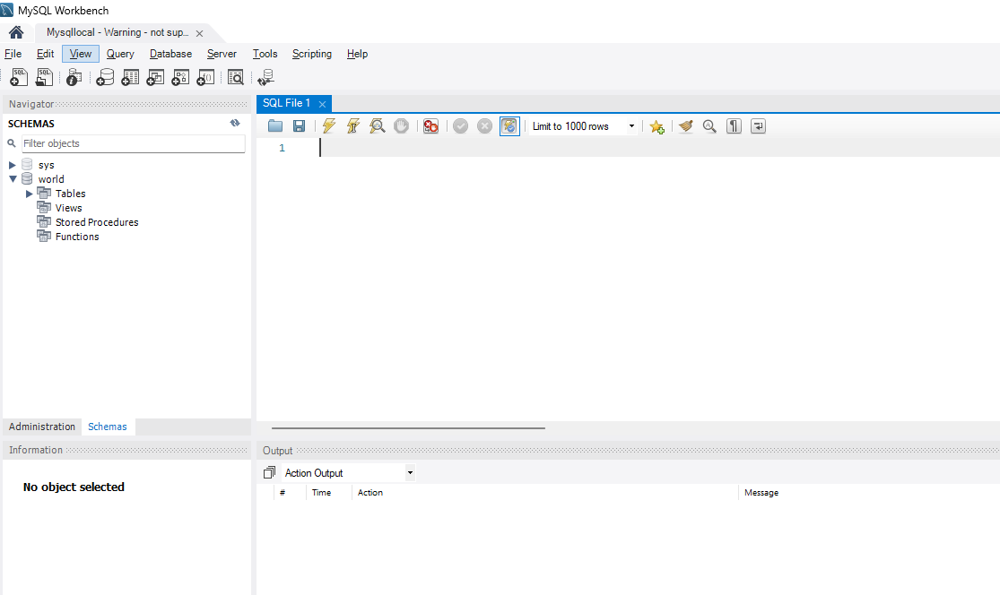 MySQL Workbench
Mysqllocal - Warning - not sup...
File Edit View Query Database Server Tools Scripting Help
SQL SQL
Navigator
SQL File 1
SCHEMAS
Limit to 1000 rows
Filter objects
1
sys
world
Tables
Views
Stored Procedures
Functions
Administration Schemas
Information
Output
Action Output
No object selected
# Time Action Message